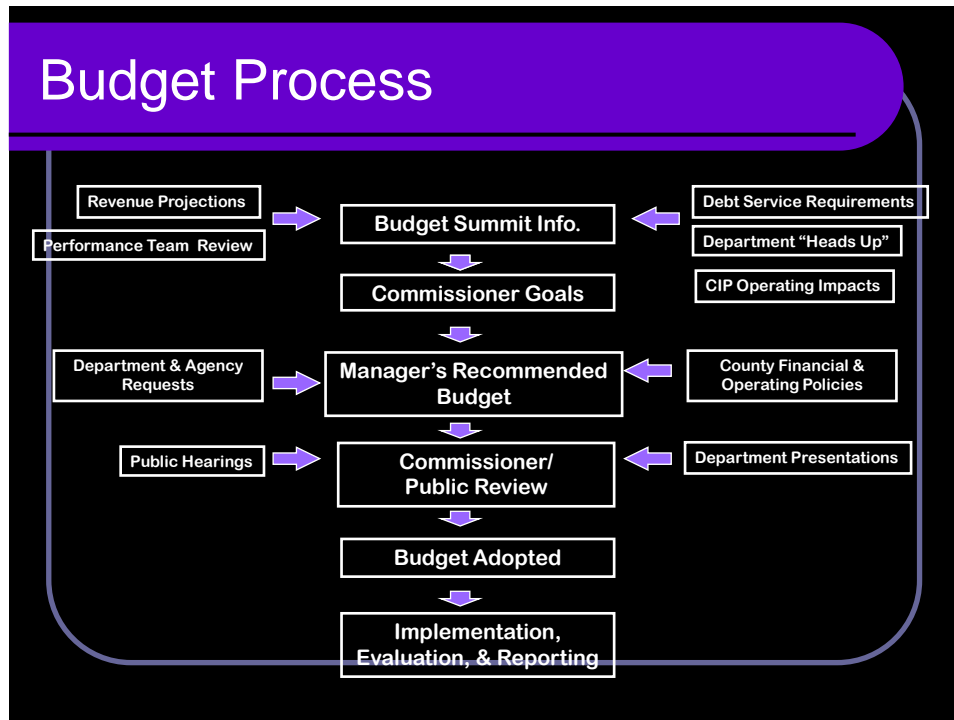 Budget Process
Revenue Projections
Performance Team Review
Budget Summit Info.
Debt Service Requirements
Department “Heads Up”
CIP Operating Impacts
Commissioner Goals
Department & Agency
Requests
Manager’s Recommended
Budget
County Financial &
Operating Policies
Public Hearings
Commissioner/
Public Review
Department Presentations
Budget Adopted
Implementation,
Evaluation, & Reporting